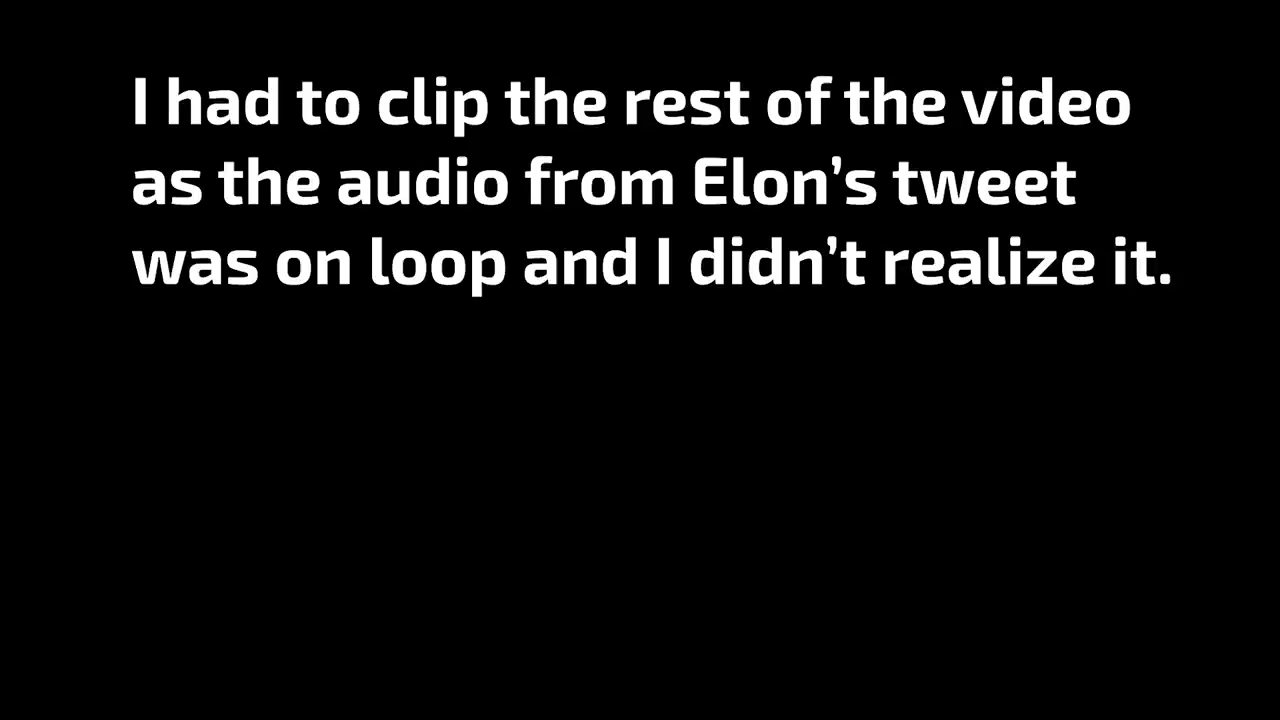 I had to clip the rest of the video
as the audio from Elon’s tweet
was on loop and I didn’t realize it.